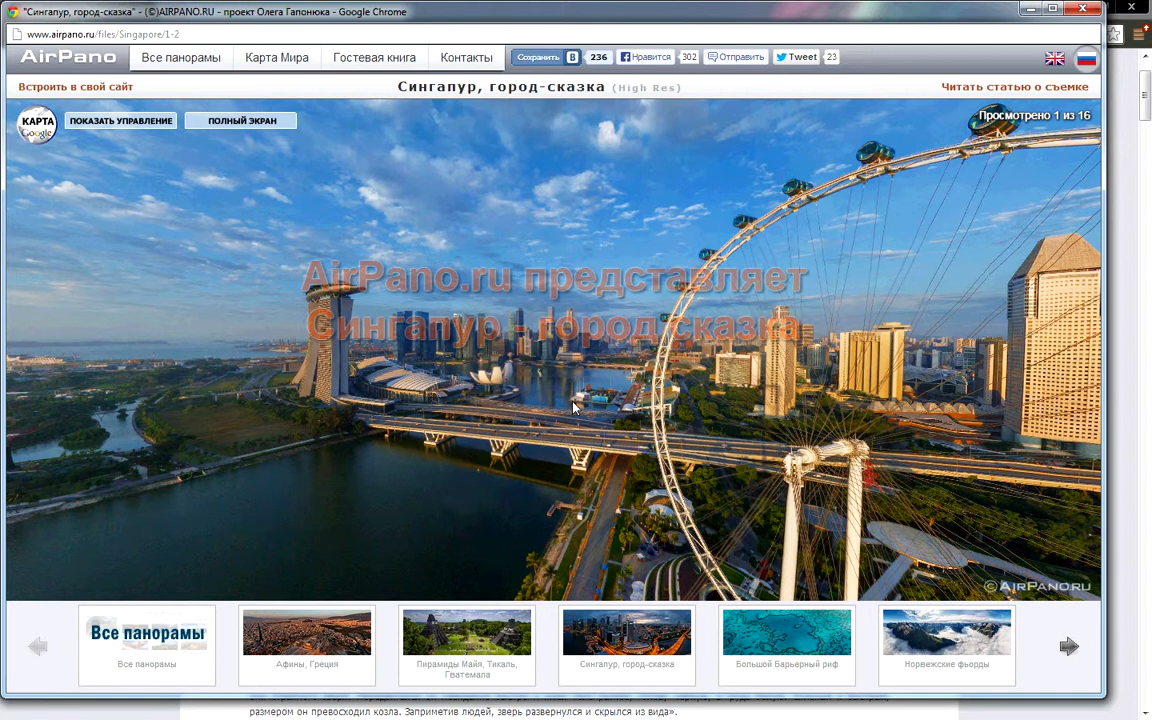 "Сингапур, город-сказка" - (©)AIRPANO.RU - проект Олега Гапонюка - Google Chrome
www.airpano.ru/files/Singapore/1-2
AirPano Все панорамы Карта Мира Гостевая книга Контакты Сохранить B 236 Нравится 302 Отправить Tweet 23
Встроить в свой сайт Сингапур, город-сказка (High Res) Читать статью о съемке
КАРТА
Google
ПОКАЗАТЬ УПРАВЛЕНИЕ ПОЛНЫЙ ЭКРАН Просмотрено 1 из 16
AirPano.ru представляет
Сингапур - город сказка
©AIRPANO.RU
Все панорамы
Все панорамы
Афины, Греция
Пирамиды Майя, Тикаль,
Гватемала
Сингапур, город-сказка
Большой Барьерный риф
Норвежские фьорды
размером он превосходил козла. Заприметив людей, зверь развернулся и скрылся из вида».